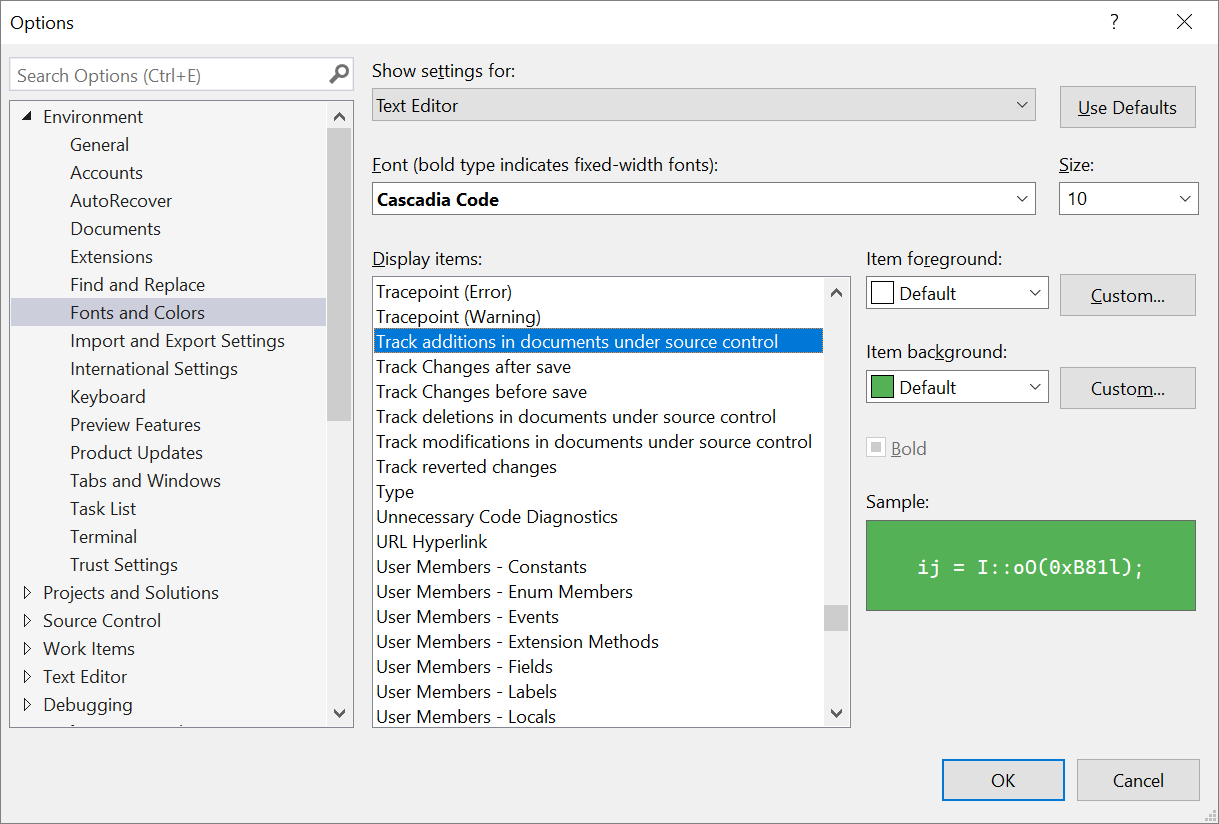 Options
?
Search Options (Ctrl+E)
Environment
General
Accounts
AutoRecover
Documents
Extensions
Find and Replace
Fonts and Colors
Import and Export Settings
International Settings
Keyboard
Preview Features
Product Updates
Tabs and Windows
Task List
Terminal
Trust Settings
Projects and Solutions
Source Control
Work Items
Text Editor
Debugging
Show settings for:
Text Editor
Use Defaults
Font (bold type indicates fixed-width fonts):
Cascadia Code
Size:
10
Display items:
Tracepoint (Error)
Tracepoint (Warning)
Track additions in documents under source control
Track Changes after save
Track Changes before save
Track deletions in documents under source control
Track modifications in documents under source control
Track reverted changes
Type
Unnecessary Code Diagnostics
URL Hyperlink
User Members - Constants
User Members - Enum Members
User Members - Events
User Members - Extension Methods
User Members - Fields
User Members - Labels
User Members - Locals
Item foreground:
Default
Custom...
Item background:
Default
Custom...
Bold
Sample:
ij = I::oO(0xB81l);
OK
Cancel